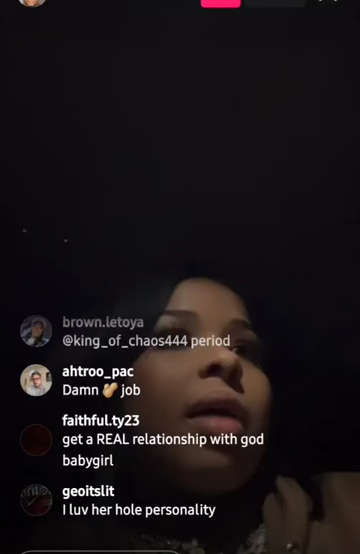 brown.letoya
@king_of_chaos444 period
ahtroo_pac
Damn 🥜 job
faithful.ty23
get a REAL relationship with god
babygirl
geoitslit
I luv her hole personality